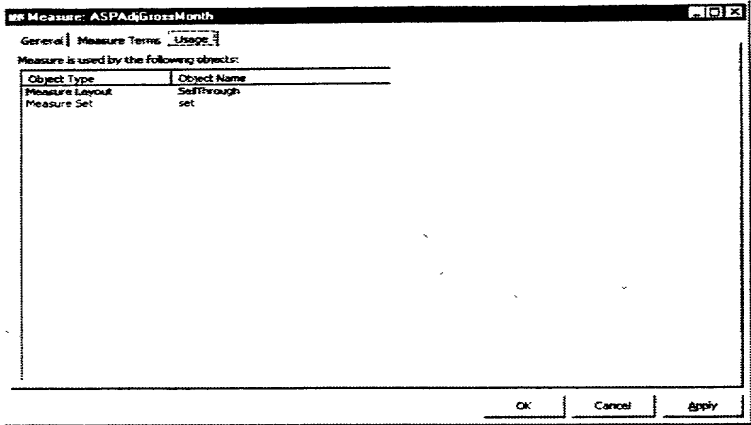 Measure: ASPAdjGrossMonth
General Measure Terms Usage
Measure is used by the following objects:
Object Type Object Name
Measure Layout SellThrough
Measure Set set
OK Cancel Apply